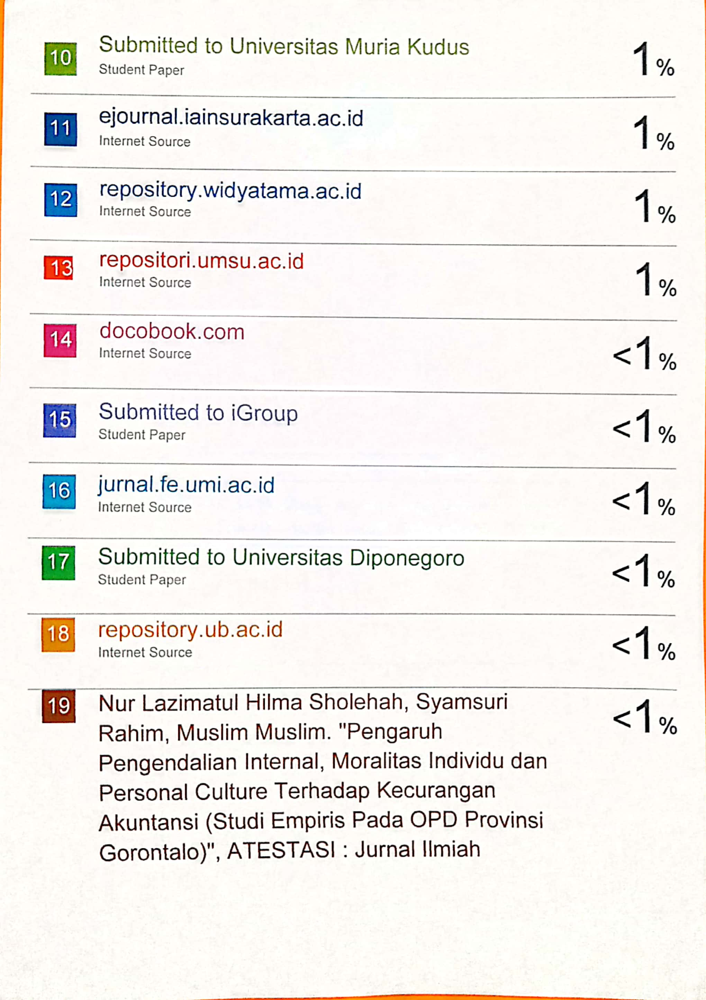 10 Submitted to Universitas Muria Kudus 1%
Student Paper
11 ejournal.iainsurakarta.ac.id 1%
Internet Source
12 repository.widyatama.ac.id 1%
Internet Source
13 repositori.umsu.ac.id 1%
Internet Source
14 docobook.com <1%
Internet Source
15 Submitted to iGroup <1%
Student Paper
16 jurnal.fe.umi.ac.id <1%
Internet Source
17 Submitted to Universitas Diponegoro <1%
Student Paper
18 repository.ub.ac.id <1%
Internet Source
19 Nur Lazimatul Hilma Sholehah, Syamsuri <1%
Rahim, Muslim Muslim. "Pengaruh
Pengendalian Internal, Moralitas Individu dan
Personal Culture Terhadap Kecurangan
Akuntansi (Studi Empiris Pada OPD Provinsi
Gorontalo)", ATESTASI : Jurnal Ilmiah